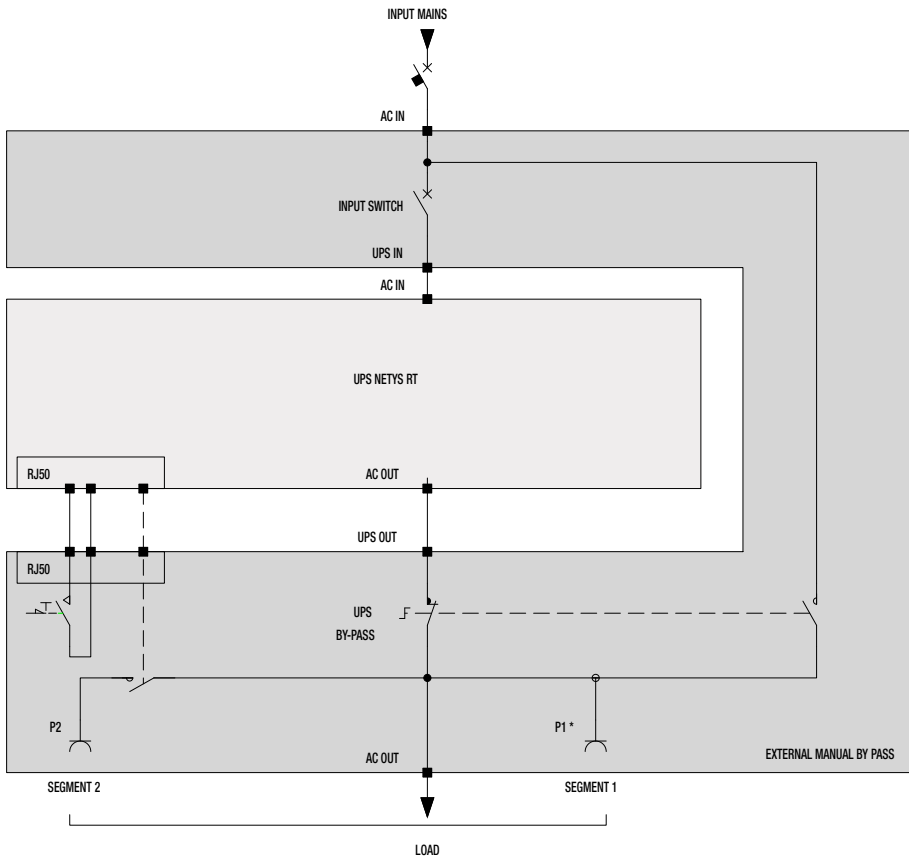 INPUT MAINS
AC IN
INPUT SWITCH
UPS IN
AC IN
UPS NETYS RT
RJ50
AC OUT
UPS OUT
RJ50
UPS
BY-PASS
P2
P1 *
AC OUT
EXTERNAL MANUAL BY PASS
SEGMENT 2
SEGMENT 1
LOAD